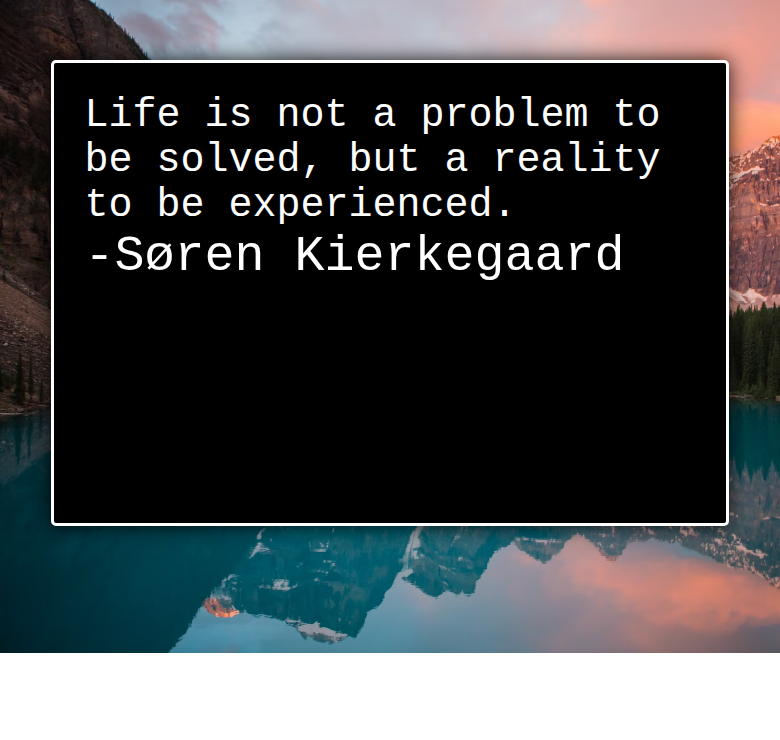 Life is not a problem to
be solved, but a reality
to be experienced.
-Søren Kierkegaard